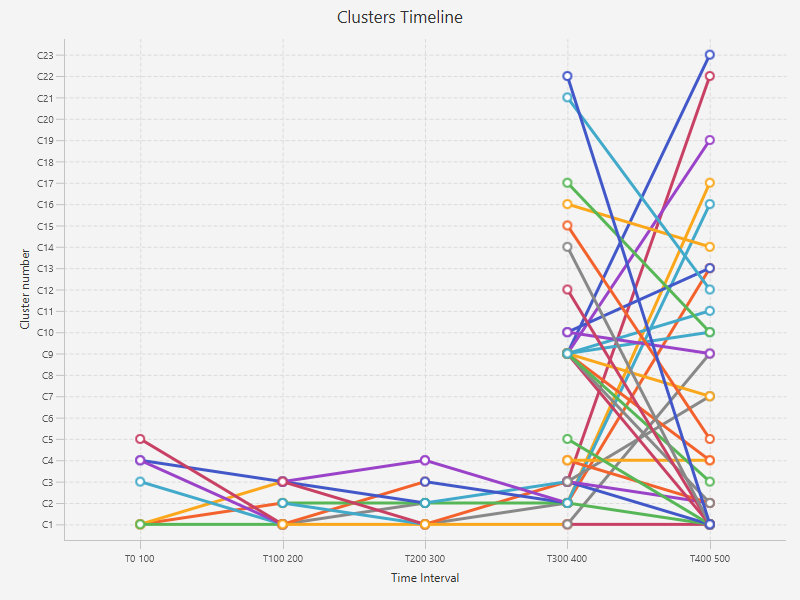 Clusters Timeline
C23
C22
C21
C20
C19
C18
C17
C16
C15
C14
C13
C12
C11
C10
C9
C8
C7
C6
C5
C4
C3
C2
C1
Cluster number
T0 100
T100 200
T200 300
T300 400
T400 500
Time Interval